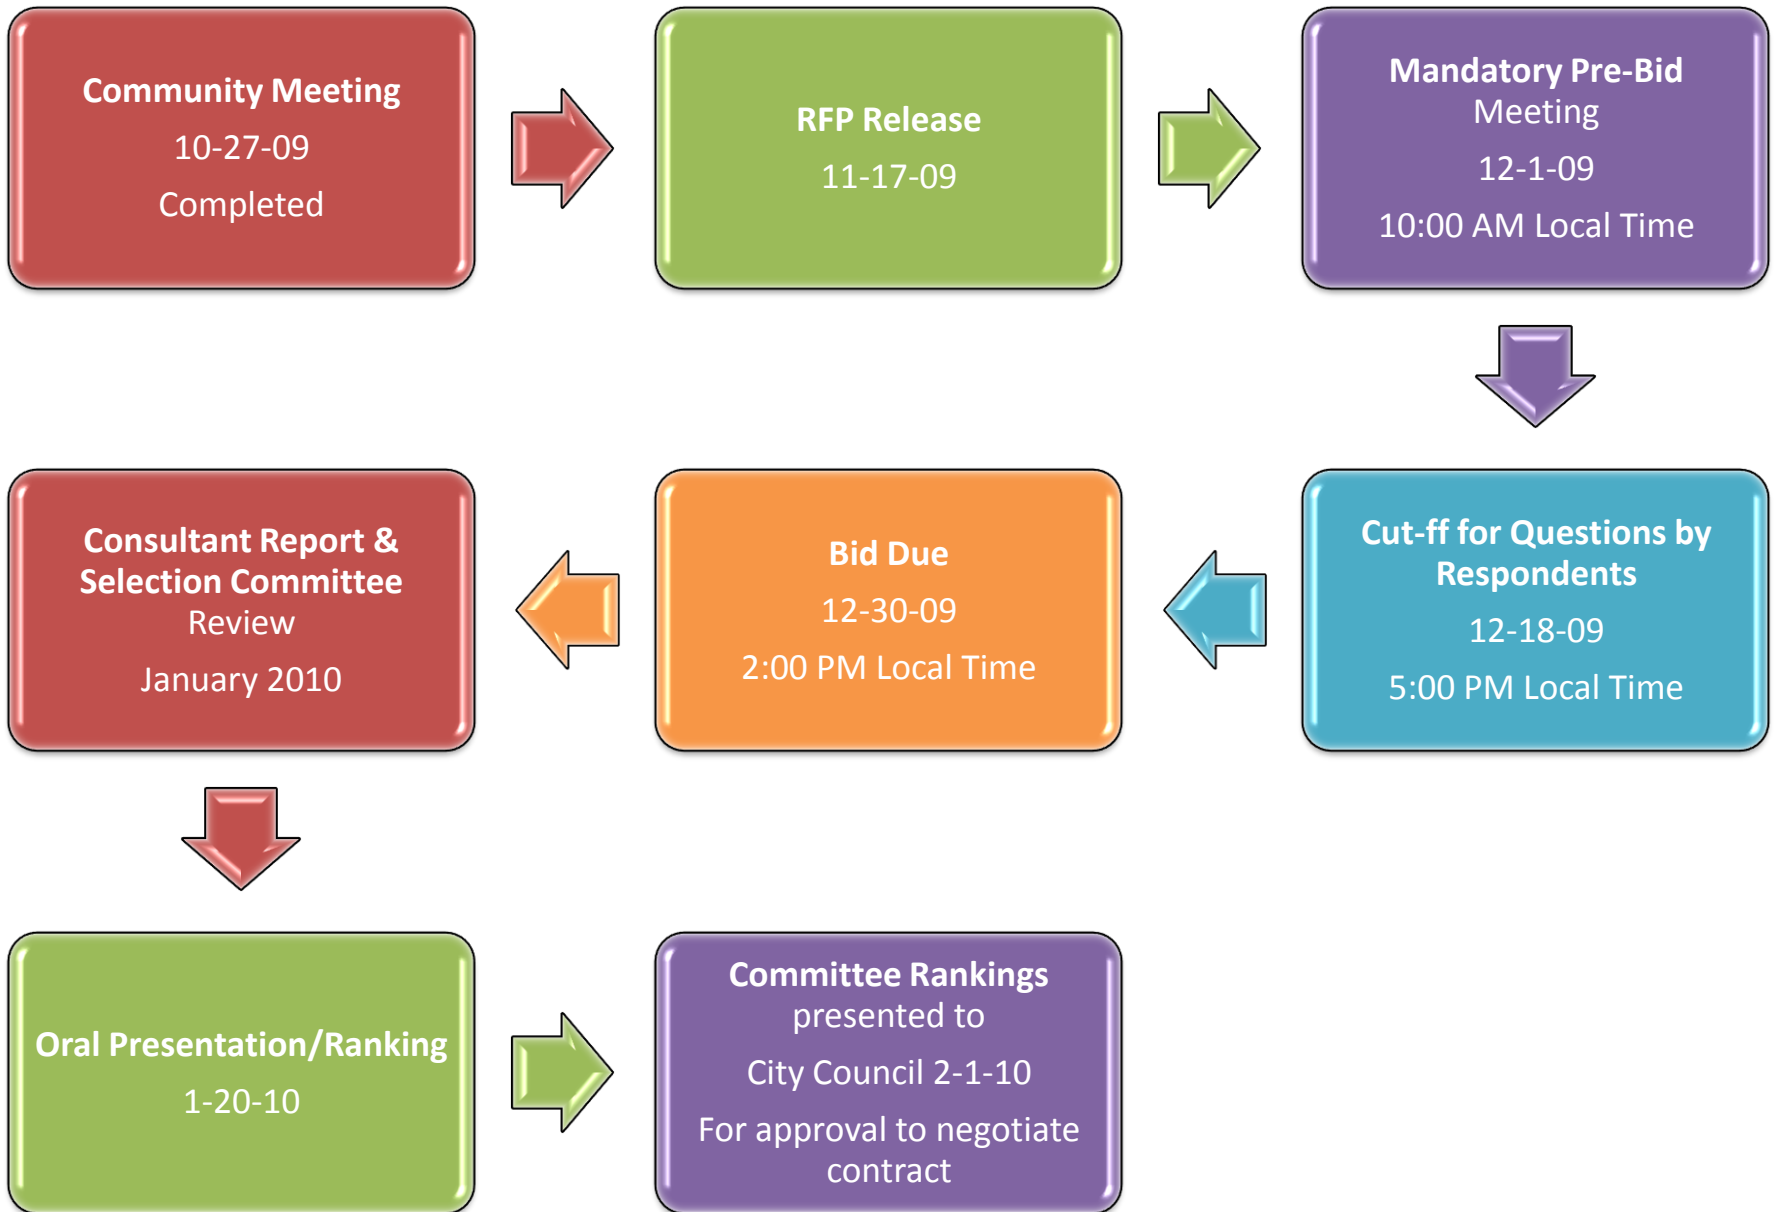 Community Meeting
10-27-09
Completed
RFP Release
11-17-09
Mandatory Pre-Bid
Meeting
12-1-09
10:00 AM Local Time
Cut-ff for Questions by
Respondents
12-18-09
5:00 PM Local Time
Bid Due
12-30-09
2:00 PM Local Time
Consultant Report &
Selection Committee
Review
January 2010
Oral Presentation/Ranking
1-20-10
Committee Rankings
presented to
City Council 2-1-10
For approval to negotiate
contract